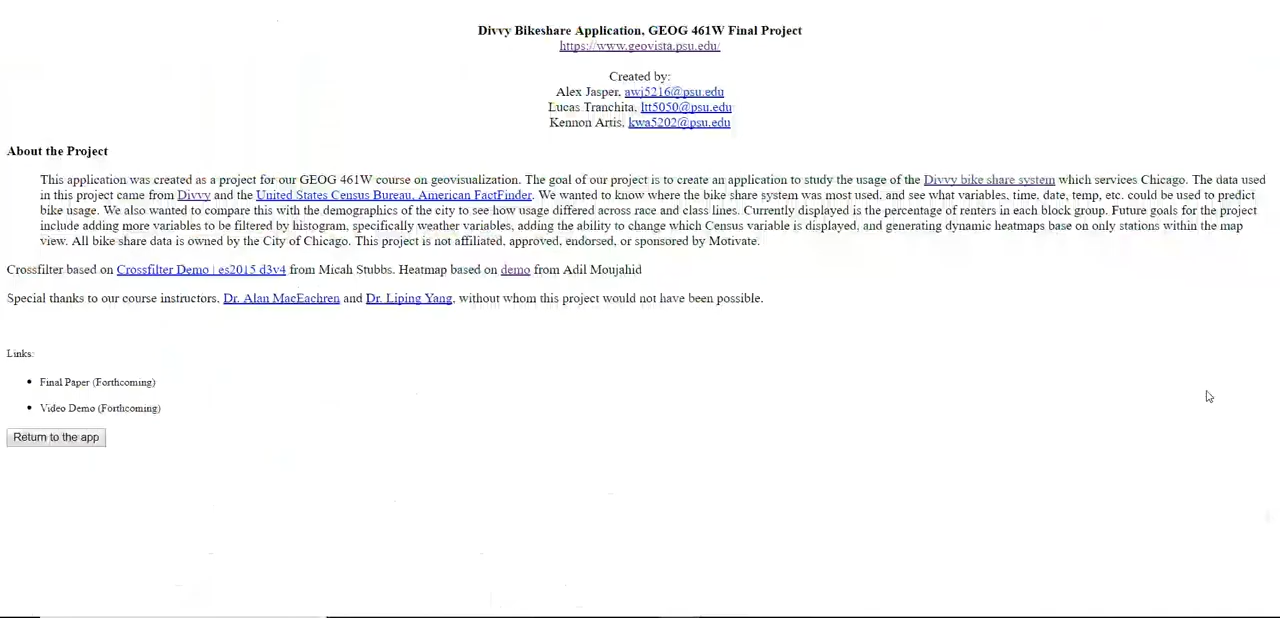 Divvy Bikeshare Application, GEOG 461W Final Project
https://www.geovista.psu.edu/
Created by:
Alex Jasper, awj5216@psu.edu
Lucas Tranchita, ltt5050@psu.edu
Kennon Artis, kwa5202@psu.edu
About the Project
This application was created as a project for our GEOG 461W course on geovisualization. The goal of our project is to create an application to study the usage of the Divvy bike share system which services Chicago. The data used
in this project came from Divvy and the United States Census Bureau, American FactFinder. We wanted to know where the bike share system was most used, and see what variables, time, date, temp, etc. could be used to predict
bike usage. We also wanted to compare this with the demographics of the city to see how usage differed across race and class lines. Currently displayed is the percentage of renters in each block group. Future goals for the project
include adding more variables to be filtered by histogram, specifically weather variables, adding the ability to change which Census variable is displayed, and generating dynamic heatmaps base on only stations within the map
view. All bike share data is owned by the City of Chicago. This project is not affiliated, approved, endorsed, or sponsored by Motivate.
Crossfilter based on Crossfilter Demo | es2015 d3v4 from Micah Stubbs. Heatmap based on demo from Adil Moujahid
Special thanks to our course instructors, Dr. Alan MacEachren and Dr. Liping Yang, without whom this project would not have been possible.
Links:
• Final Paper (Forthcoming)
• Video Demo (Forthcoming)
Return to the app